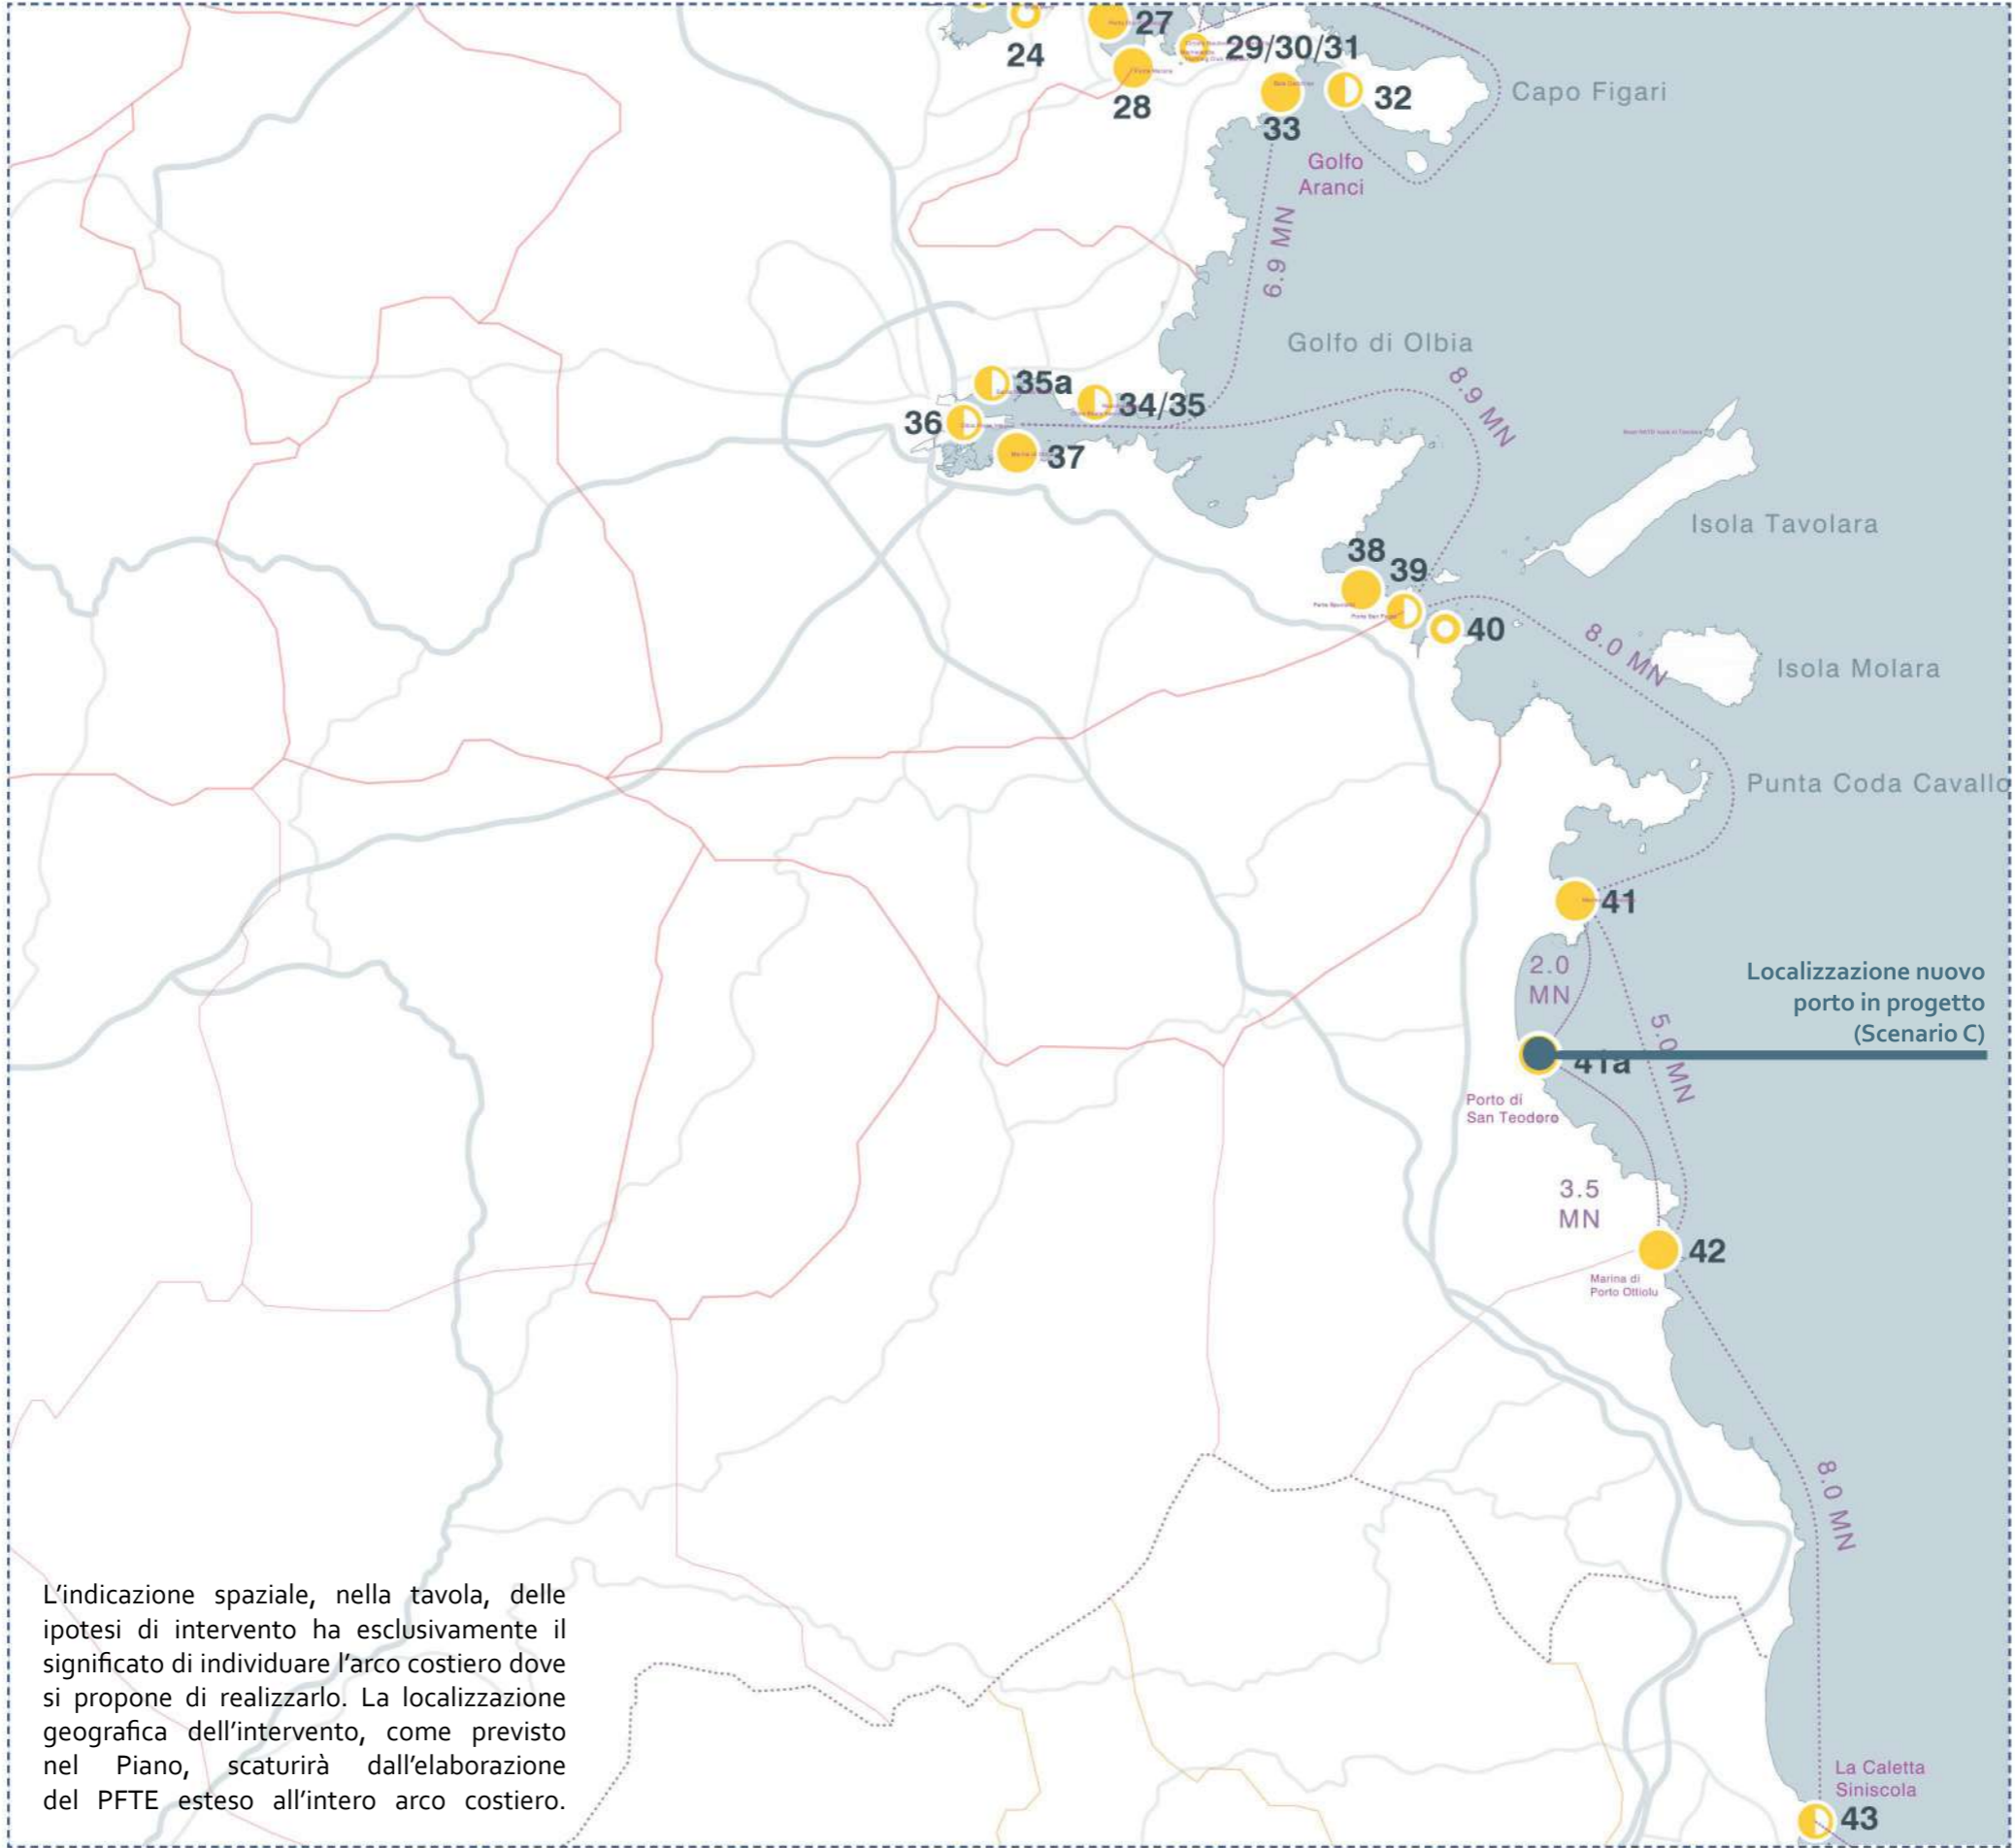 27
24
29/30/31
28
32
Capo Figari
33
Golfo
Aranci
6.9 MN
Golfo di Olbia
8.9 MN
35a
34/35
36
37
Isola Tavolara
38
39
40
8.0 MN
Isola Molara
Punta Coda Cavallo
41
2.0
MN
Localizzazione nuovo
porto in progetto
(Scenario C)
5.0 MN
41a
Porto di
San Teodoro
3.5
MN
42
Marina di
Porto Ottiolu
8.0 MN
L'indicazione spaziale, nella tavola, delle
ipotesi di intervento ha esclusivamente il
significato di individuare l'arco costiero dove
si propone di realizzarlo. La localizzazione
geografica dell'intervento, come previsto
nel Piano, scaturirà dall'elaborazione
del PFTE esteso all'intero arco costiero.
La Caletta
Siniscola
43